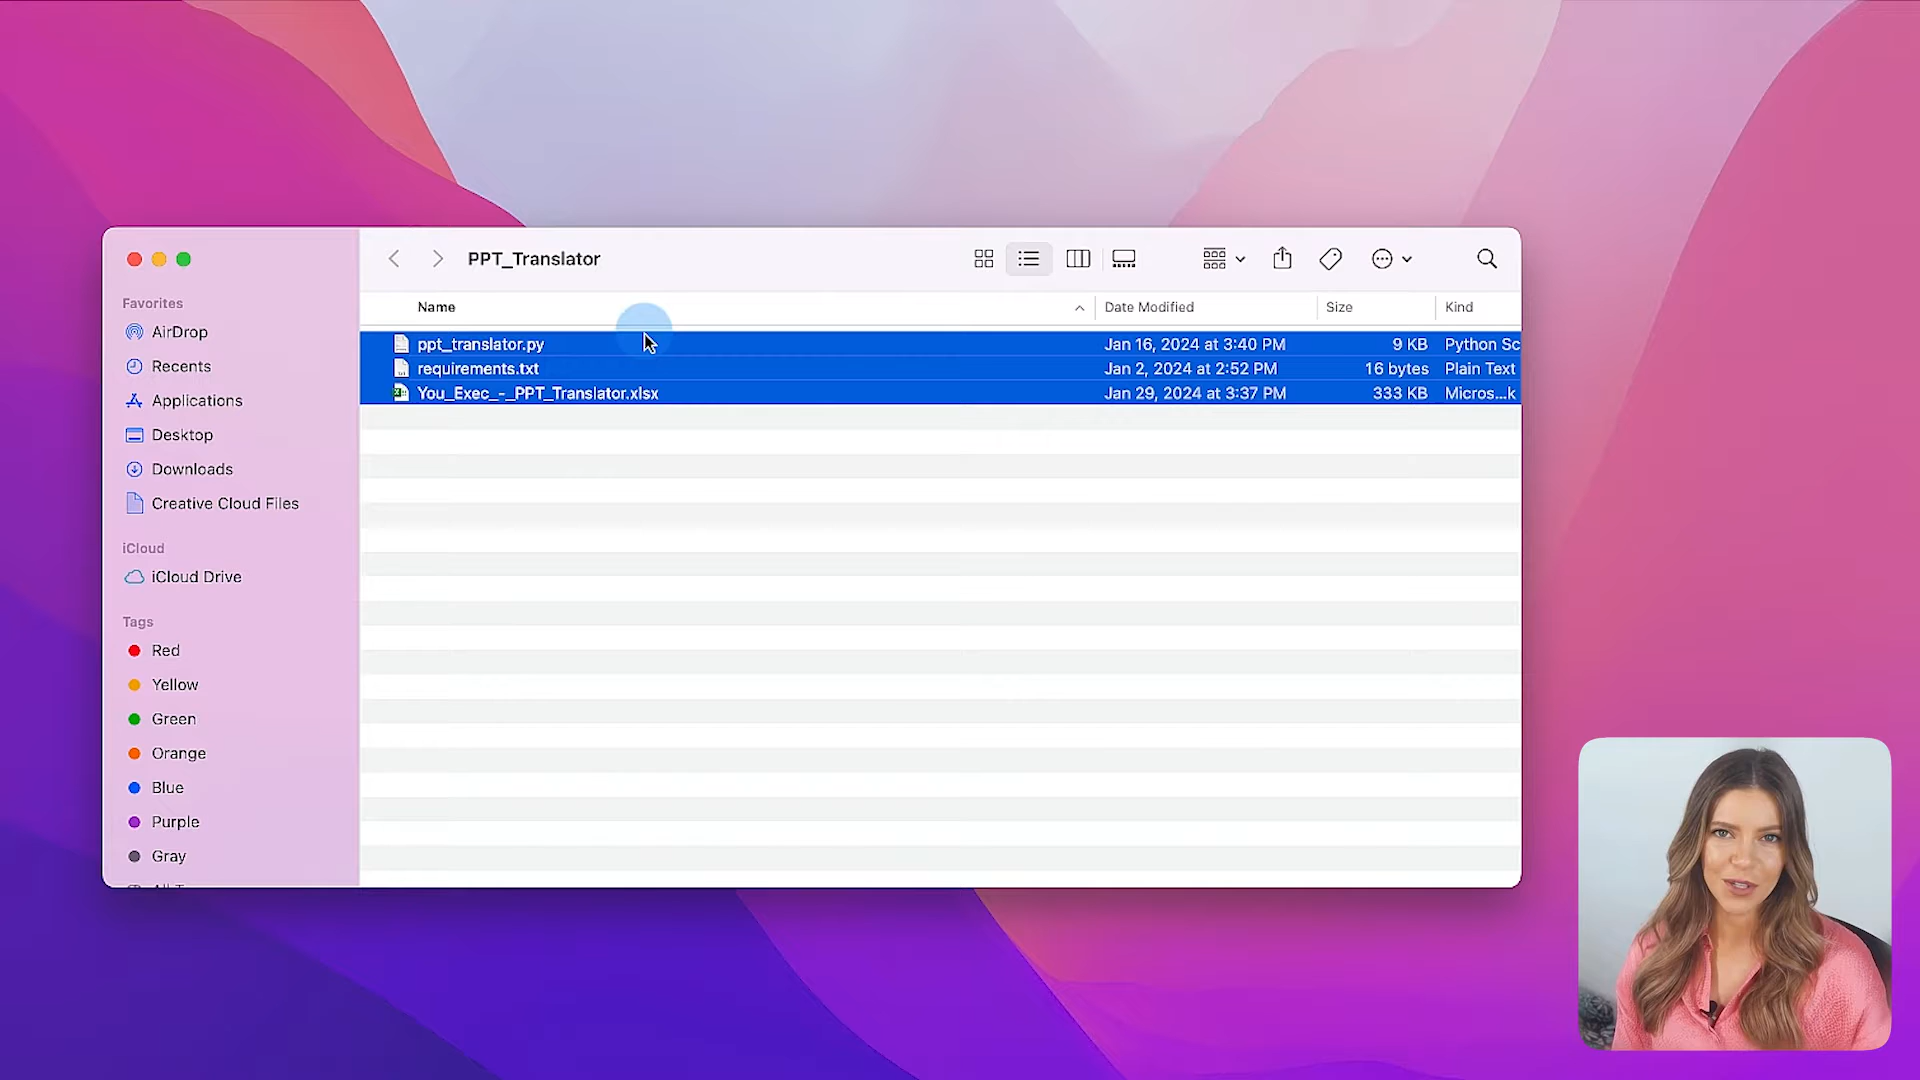 PPT_Translator
Favorites
AirDrop
Recents
Applications
Desktop
Downloads
Creative Cloud Files
iCloud
iCloud Drive
Tags
Red
Yellow
Green
Orange
Blue
Purple
Gray
Name Date Modified Size Kind
ppt_translator.py Jan 16, 2024 at 3:40 PM 9 KB Python Sc
requirements.txt Jan 2, 2024 at 2:52 PM 16 bytes Plain Text
You_Exec_-_PPT_Translator.xlsx Jan 29, 2024 at 3:37 PM 333 KB Micros...k